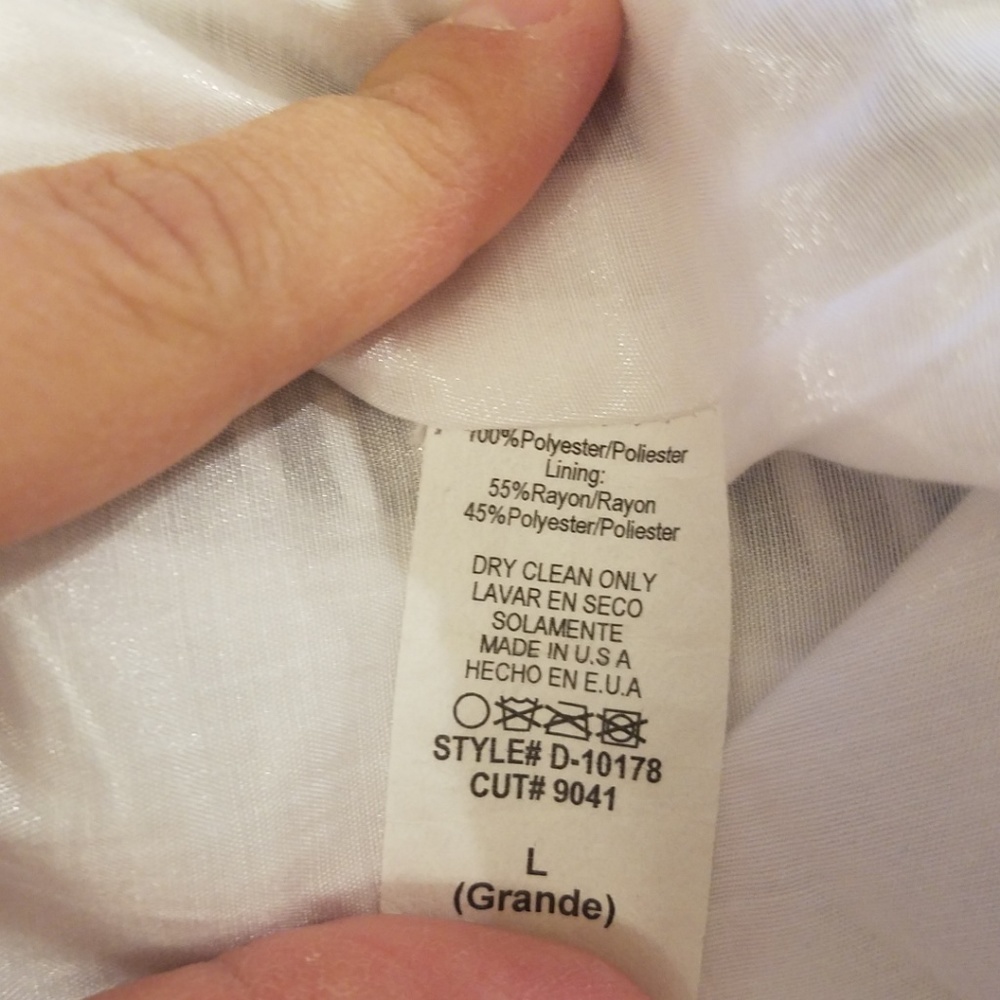 100%Polyester/Poliester
Lining:
55%Rayon/Rayon
45%Polyester/Poliester
DRY CLEAN ONLY
LAVAR EN SECO
SOLAMENTE
MADE IN U.S A
HECHO EN E.U.A
STYLE# D-10178
CUT# 9041
L
(Grande)